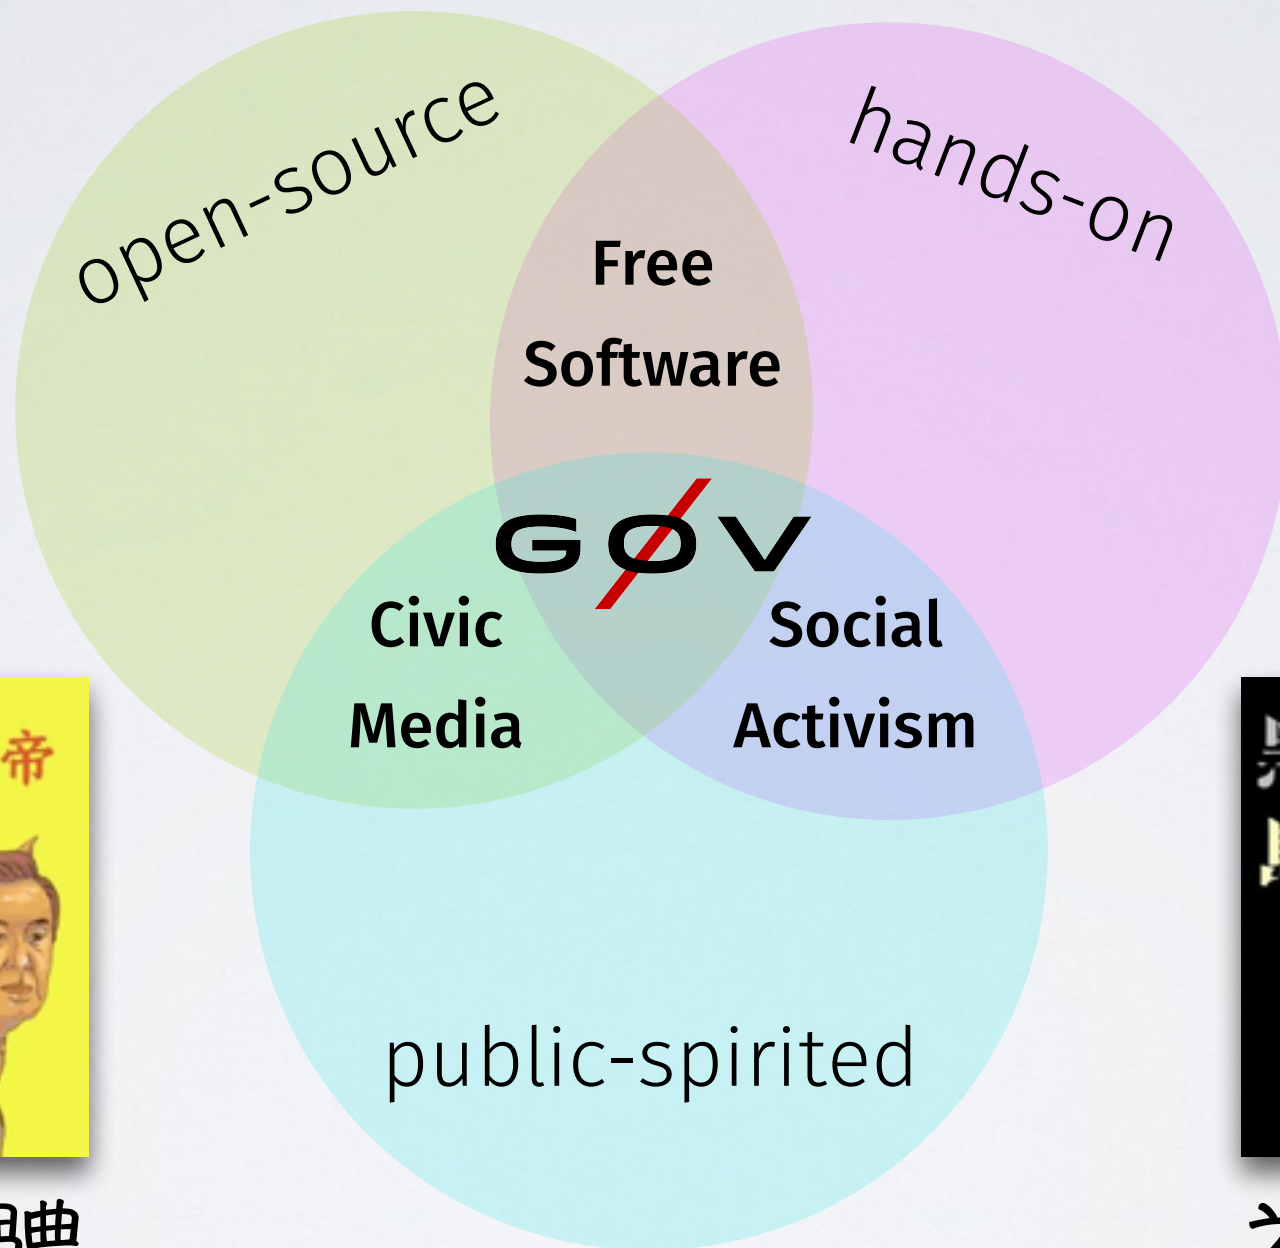 open-source
hands-on
Free
Software
GØV
Civic
Media
Social
Activism
帝
public-spirited